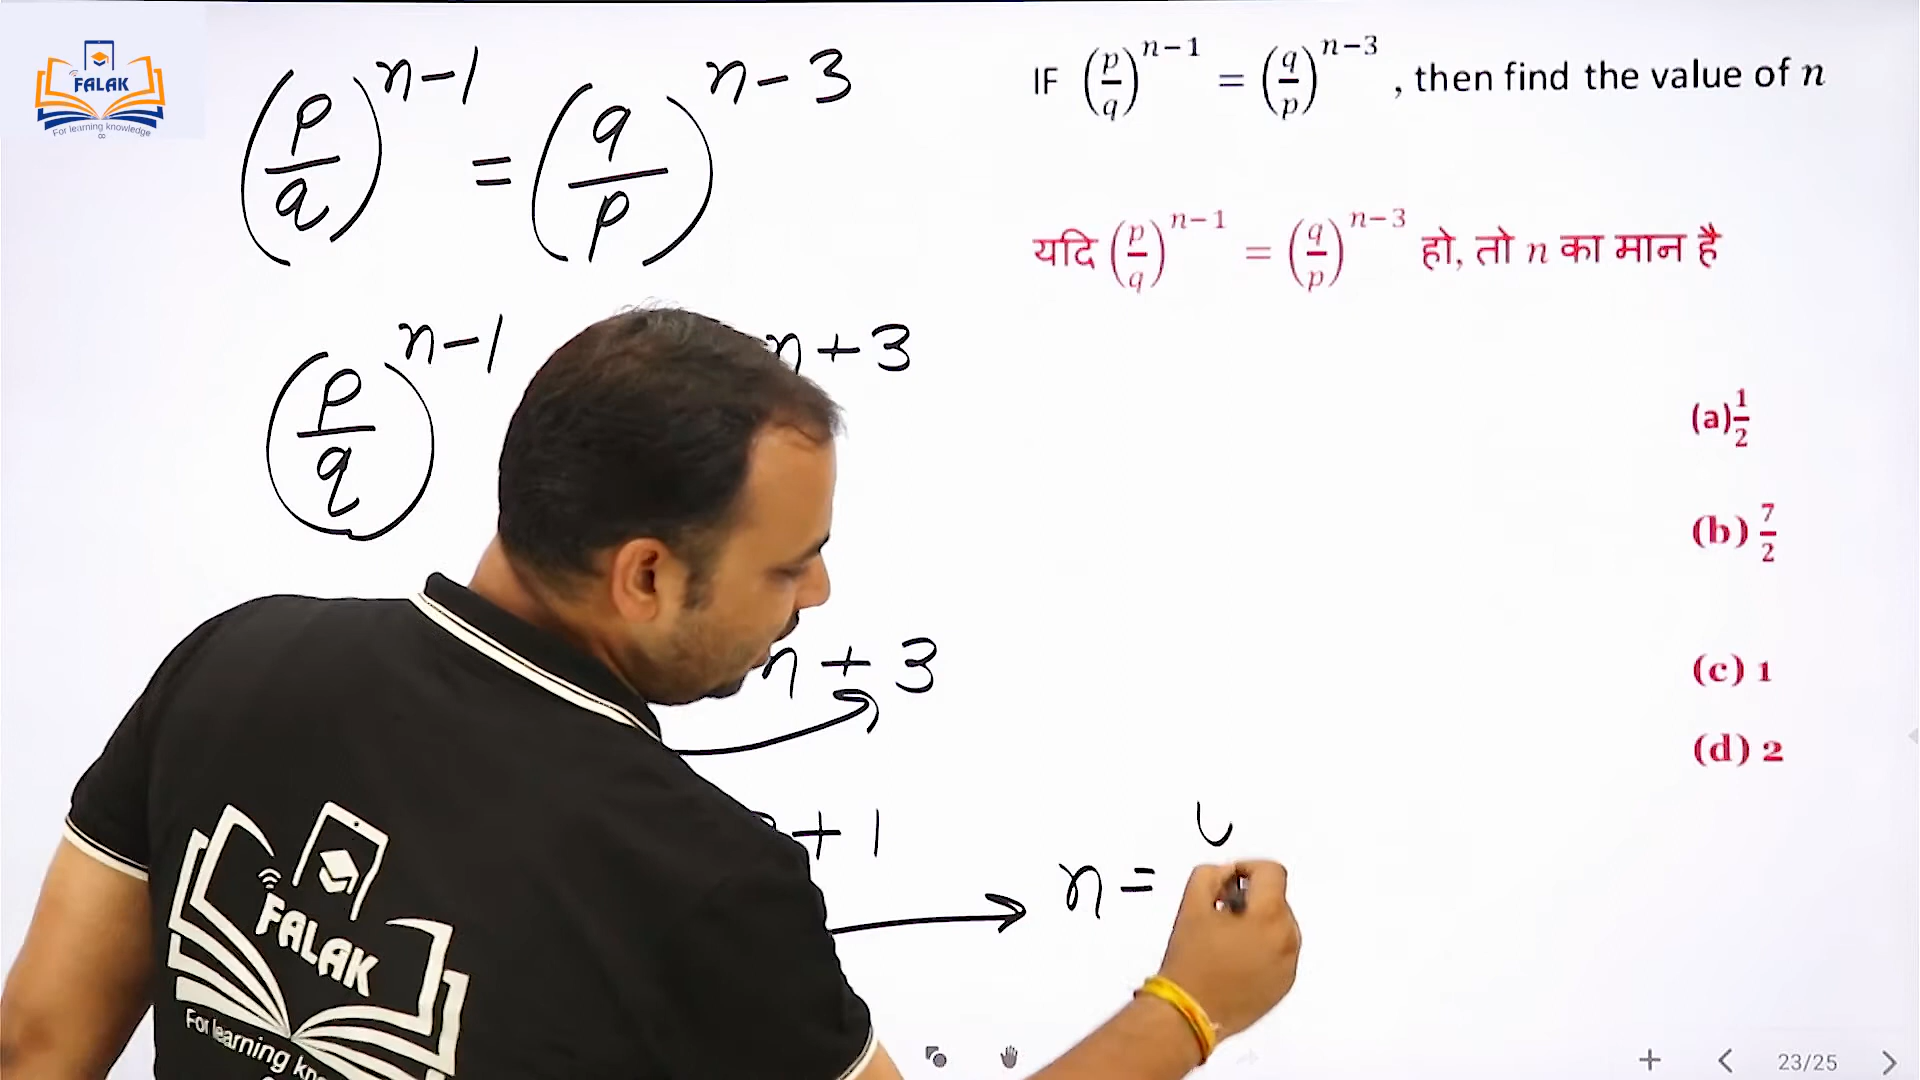 FALAK
For learning knowledge
(p/q)^n-1 = (q/p)^n-3
(p/q)^n-1 n+3
n+3
+1
n =
IF (p/q)^n−1 = (q/p)^n−3 , then find the value of n
यदि (p/q)^n−1 = (q/p)^n−3 हो, तो n का मान है
(a) 1/2
(b) 7/2
(c) 1
(d) 2
FALAK
For learning
23/25